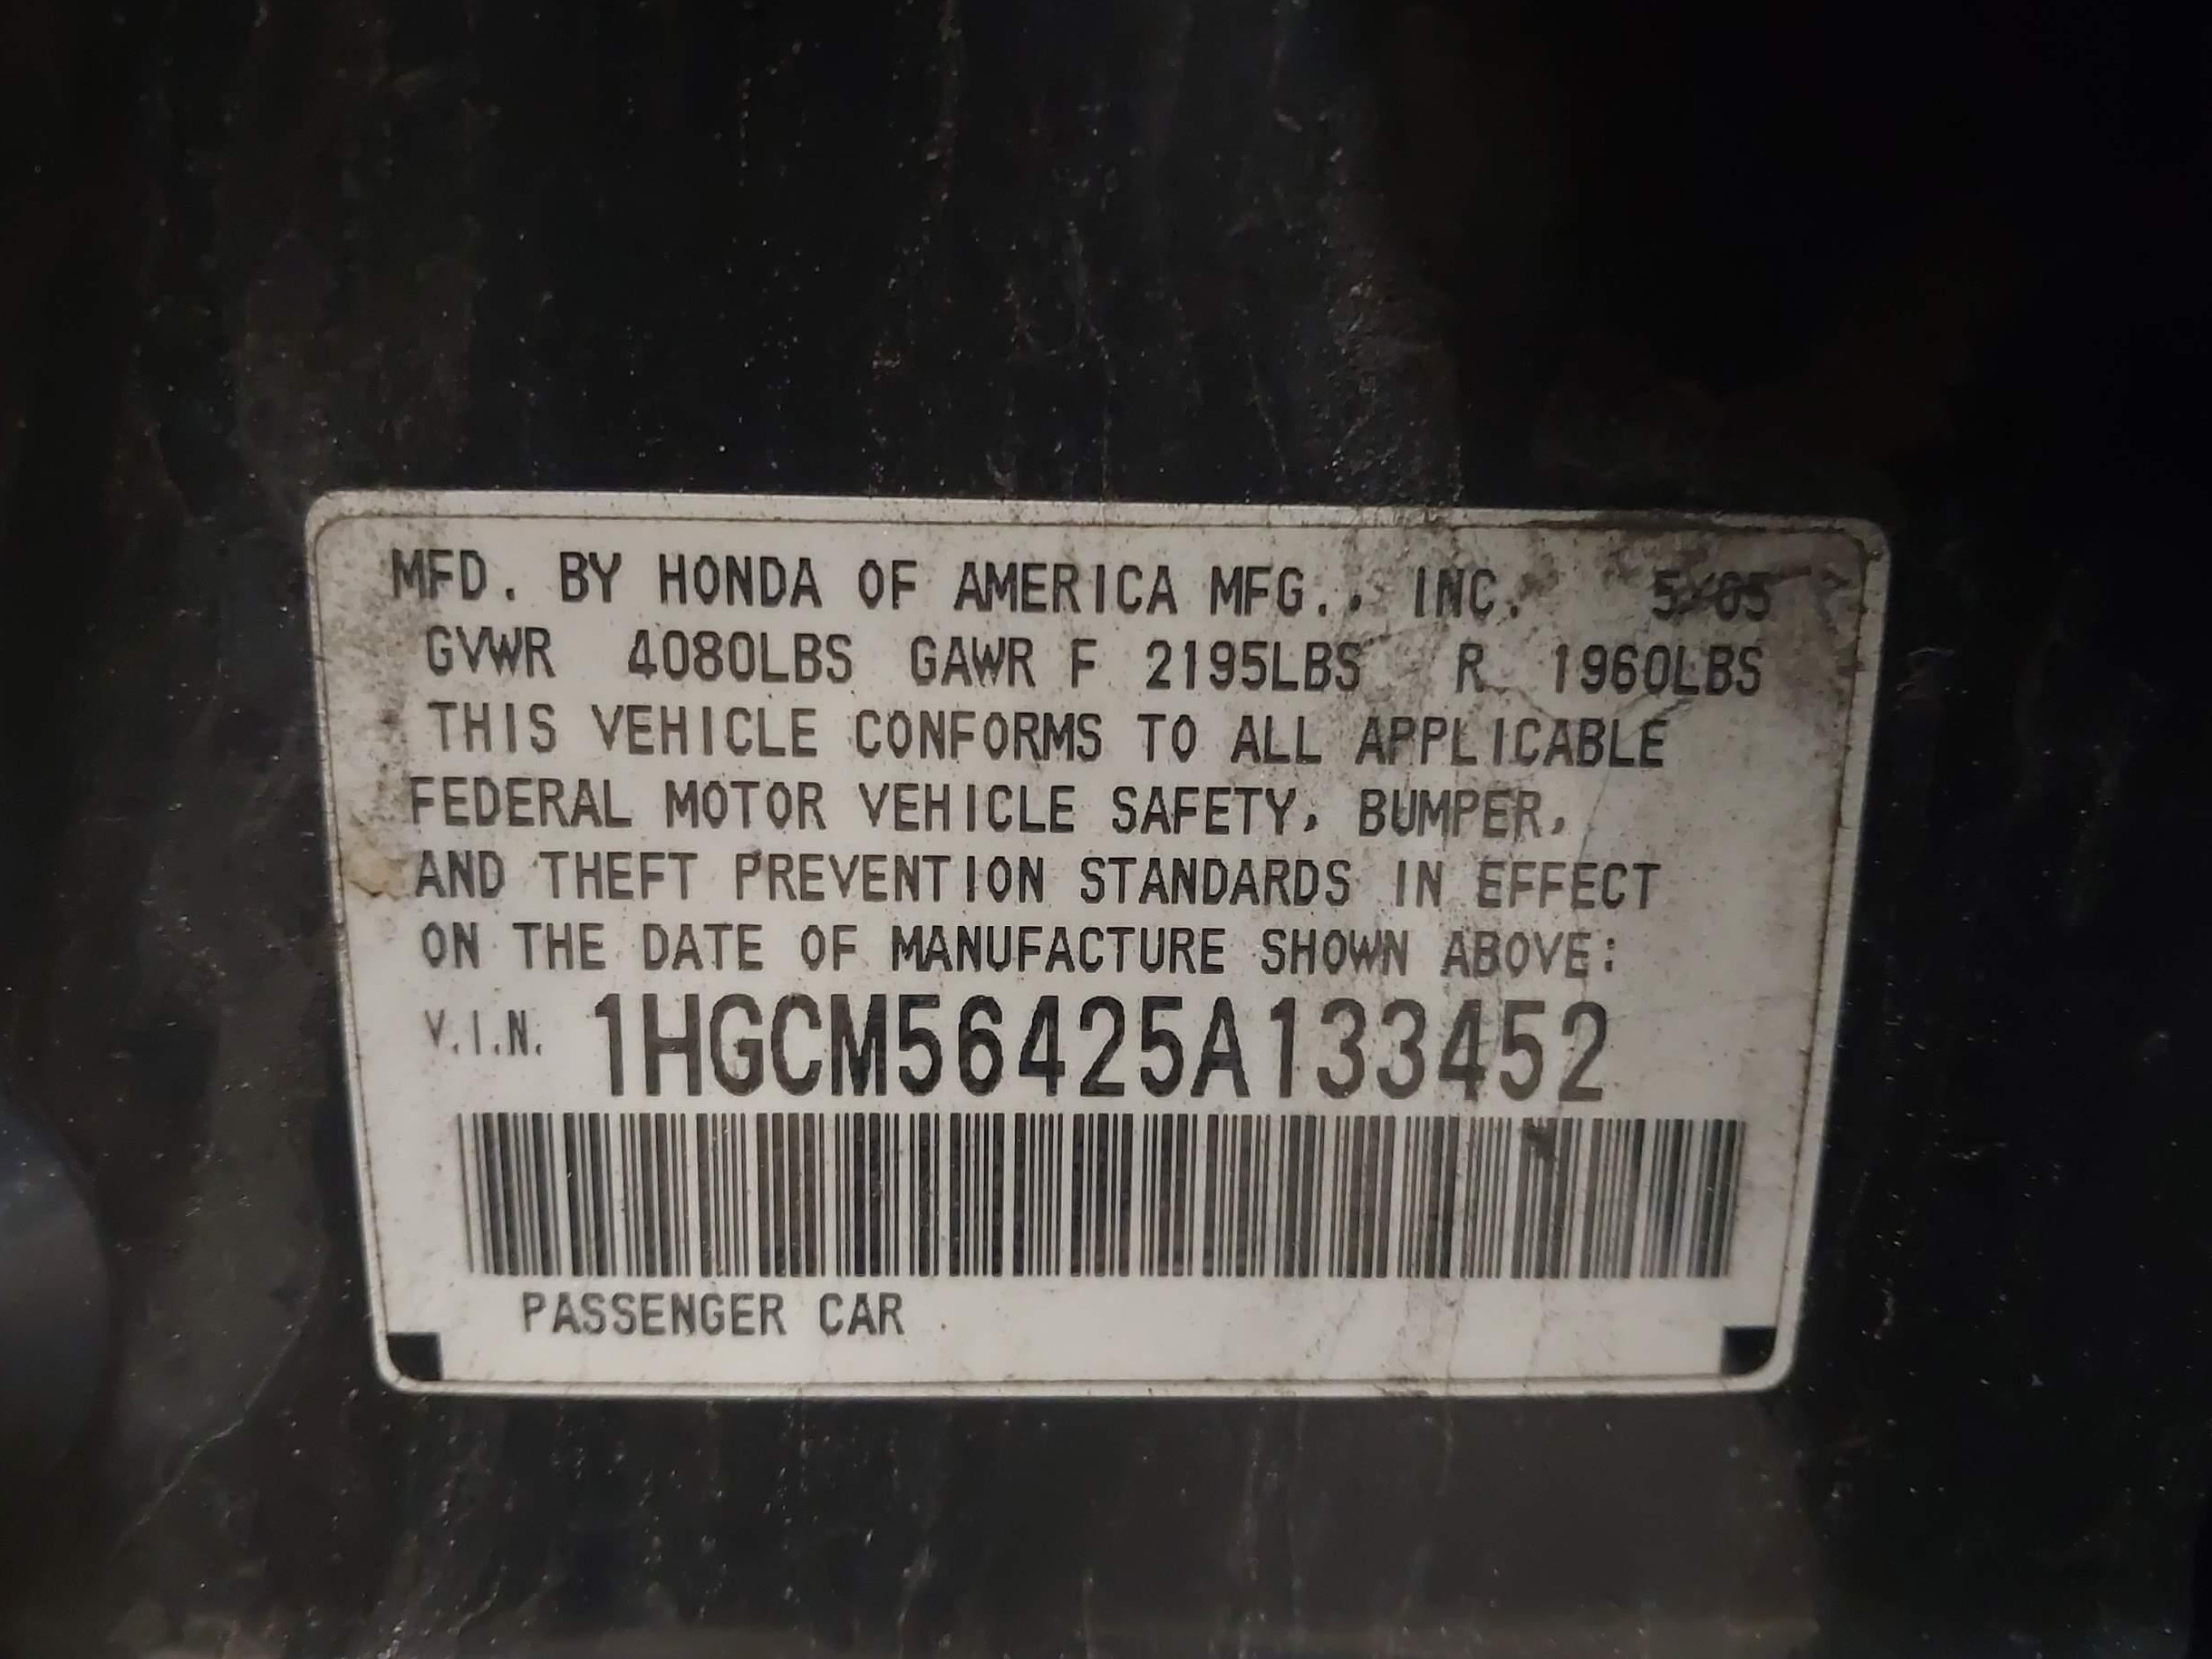 MFD. BY HONDA OF AMERICA MFG., INC. 5/05
GVWR 4080LBS GAWR F 2195LBS R 1960LBS
THIS VEHICLE CONFORMS TO ALL APPLICABLE
FEDERAL MOTOR VEHICLE SAFETY, BUMPER,
AND THEFT PREVENTION STANDARDS IN EFFECT
ON THE DATE OF MANUFACTURE SHOWN ABOVE:
V.I.N. 1HGCM56425A133452
PASSENGER CAR